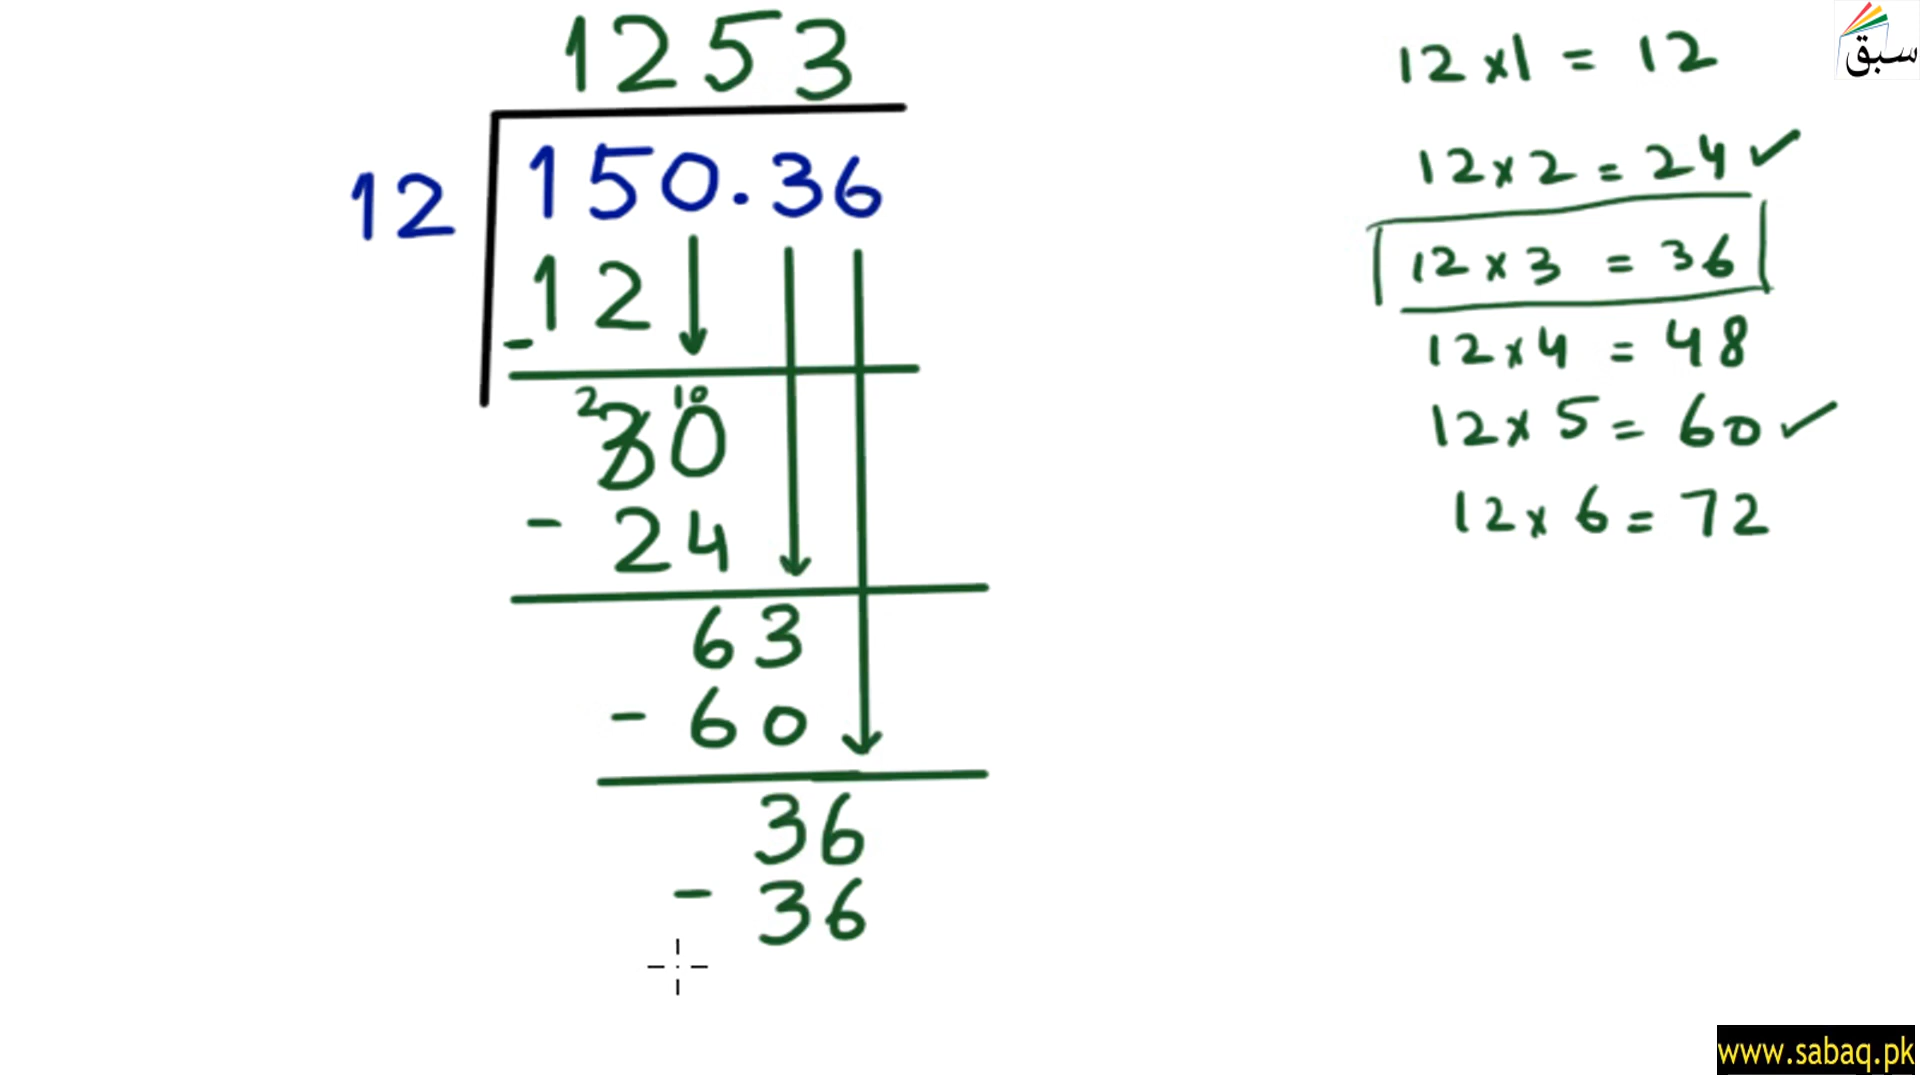 1253
12 150.36
- 12
2 10
30
- 24
63
- 60
36
- 36
12 × 1 = 12
12 × 2 = 24 ✓
12 × 3 = 36
12 × 4 = 48
12 × 5 = 60 ✓
12 × 6 = 72
سبق
www.sabaq.pk